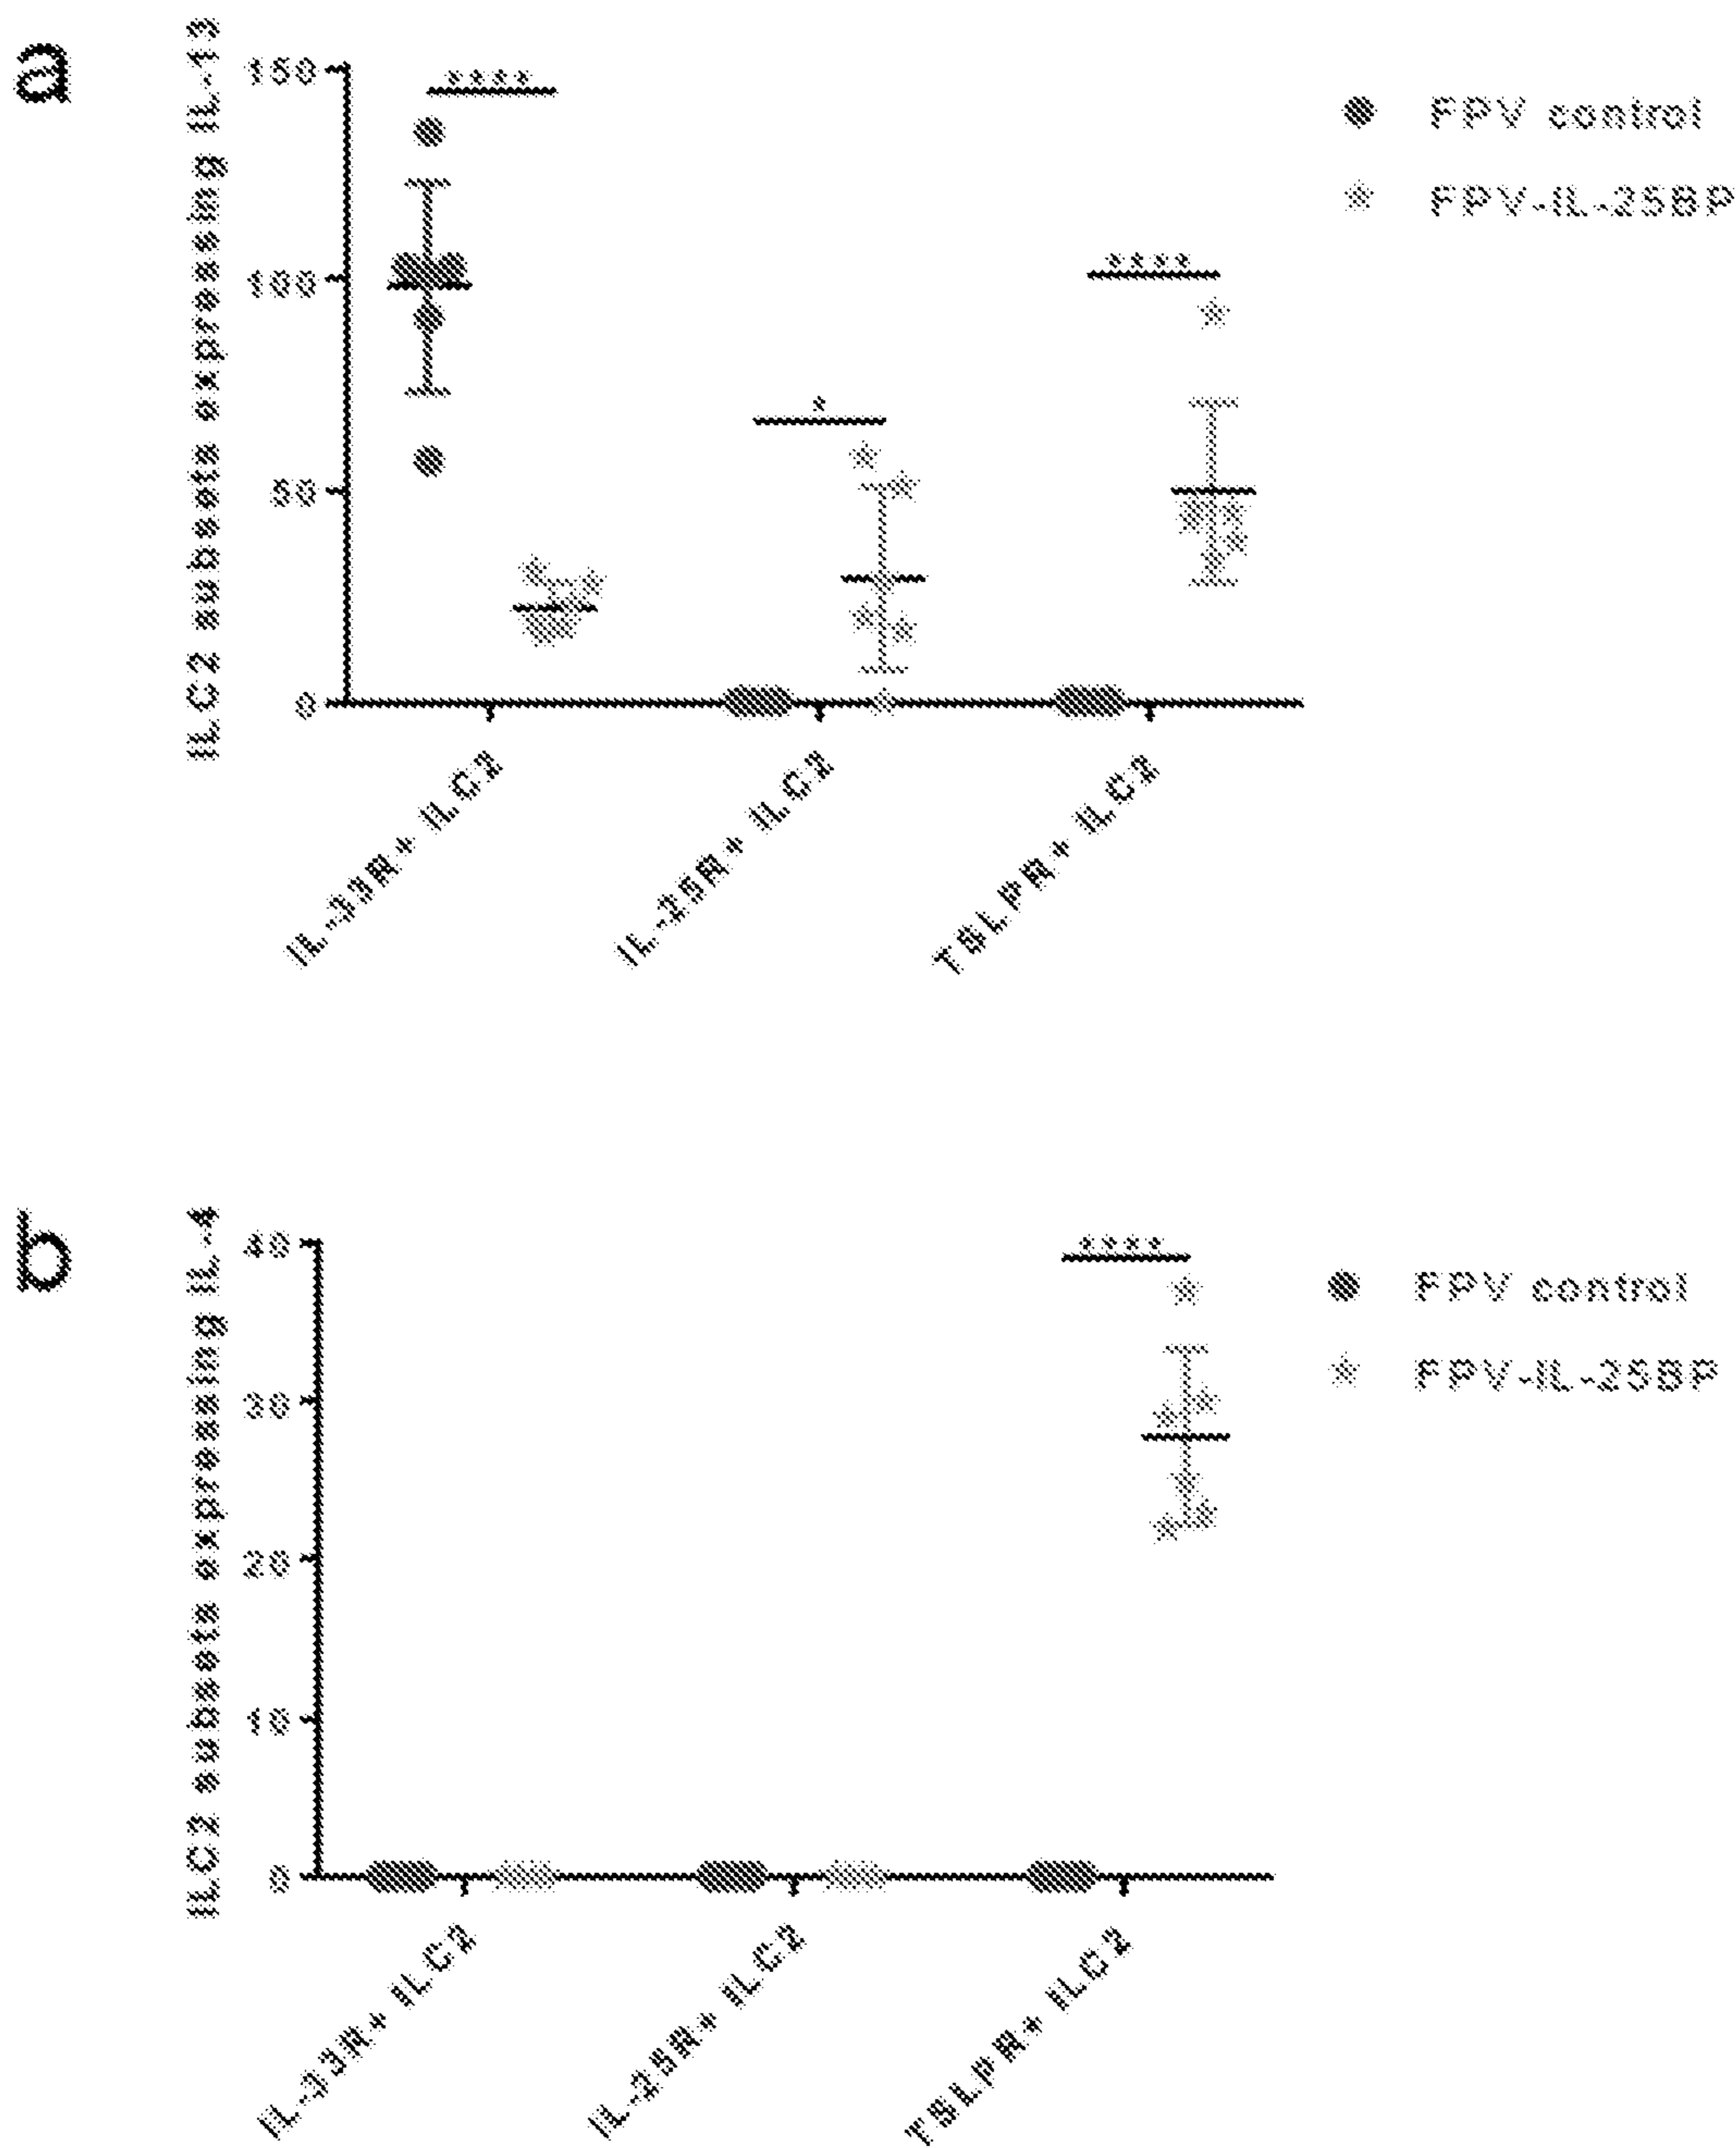 a
ILC2 subsets expressing IL-13
150
100
50
0
****
*
****
FPV control
FPV-IL-25BP
IL-33R+ ILC2
IL-25R+ ILC2
TSLPR+ ILC2
b
ILC2 subsets expressing IL-4
40
30
20
10
0
****
FPV control
FPV-IL-25BP
IL-33R+ ILC2
IL-25R+ ILC2
TSLPR+ ILC2